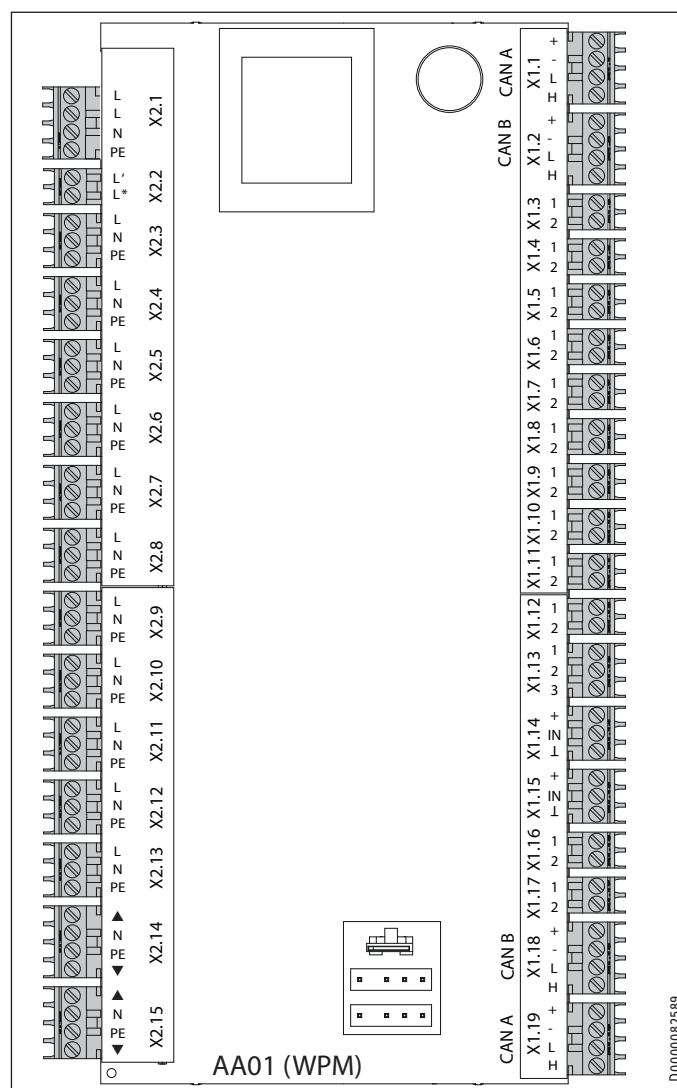 L
L
N
PE
X2.1
L'
L*
X2.2
L
N
PE
X2.3
L
N
PE
X2.4
L
N
PE
X2.5
L
N
PE
X2.6
L
N
PE
X2.7
L
N
PE
X2.8
L
N
PE
X2.9
L
N
PE
X2.10
L
N
PE
X2.11
L
N
PE
X2.12
L
N
PE
X2.13
▲
N
PE
▼
X2.14
▲
N
PE
▼
X2.15
CAN A
X1.1
+
-
L
H
CAN B
X1.2
+
-
L
H
X1.3
1
2
X1.4
1
2
X1.5
1
2
X1.6
1
2
X1.7
1
2
X1.8
1
2
X1.9
1
2
X1.10
1
2
X1.11
1
2
X1.12
1
2
X1.13
1
2
3
X1.14
+
IN
⊥
X1.15
+
IN
⊥
X1.16
1
2
X1.17
1
2
CAN B
X1.18
+
-
L
H
CAN A
X1.19
+
-
L
H
AA01 (WPM)
D0000082589